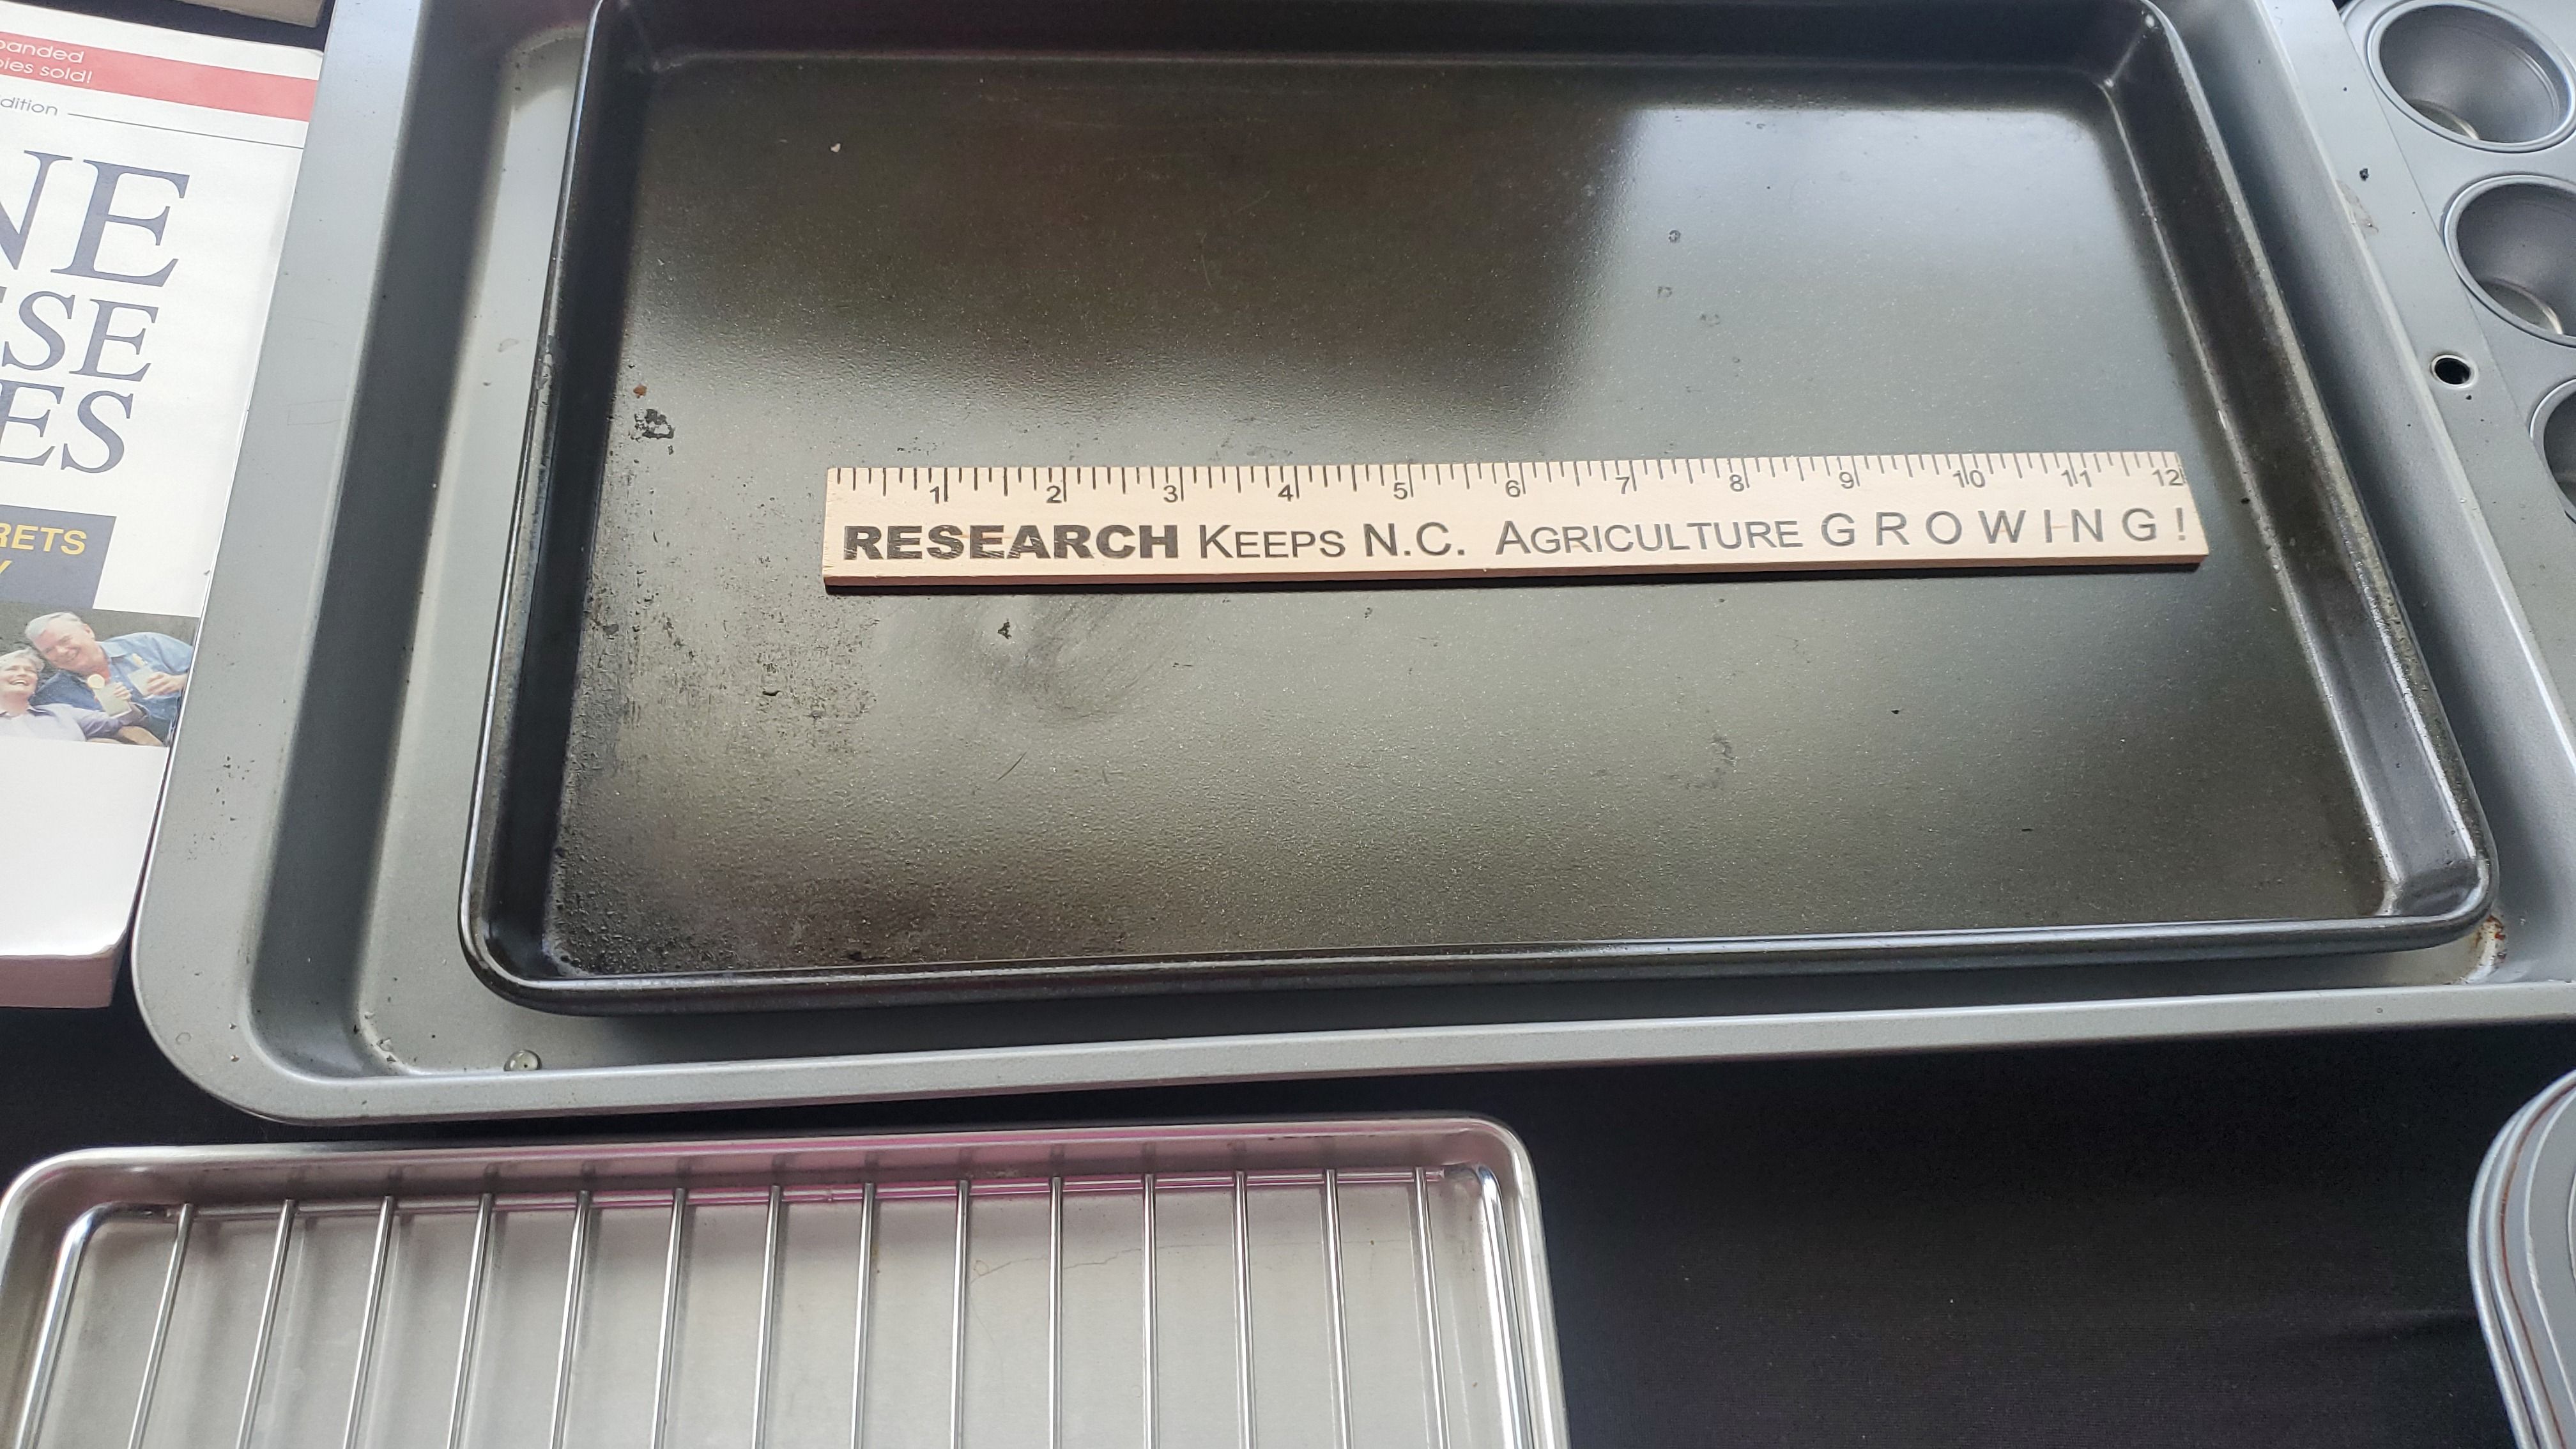 panded
pies sold!
dition
NE
ESE
ES
RETS
Y
1 2 3 4 5 6 7 8 9 10 11 12
RESEARCH KEEPS N.C. AGRICULTURE GROWING!